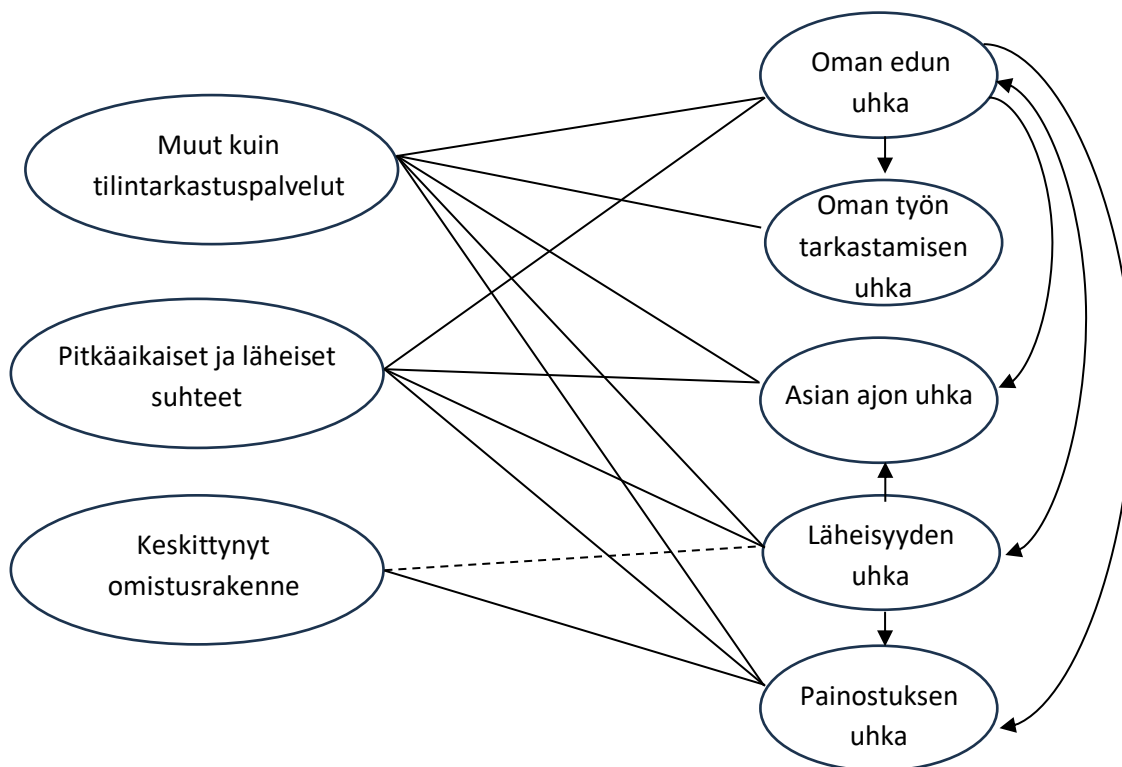 Oman edun
uhka
Muut kuin
tilintarkastuspalvelut
Oman työn
tarkastamisen
uhka
Pitkäaikaiset ja läheiset
suhteet
Asian ajon uhka
Keskittynyt
omistusrakenne
Läheisyyden
uhka
Painostuksen
uhka